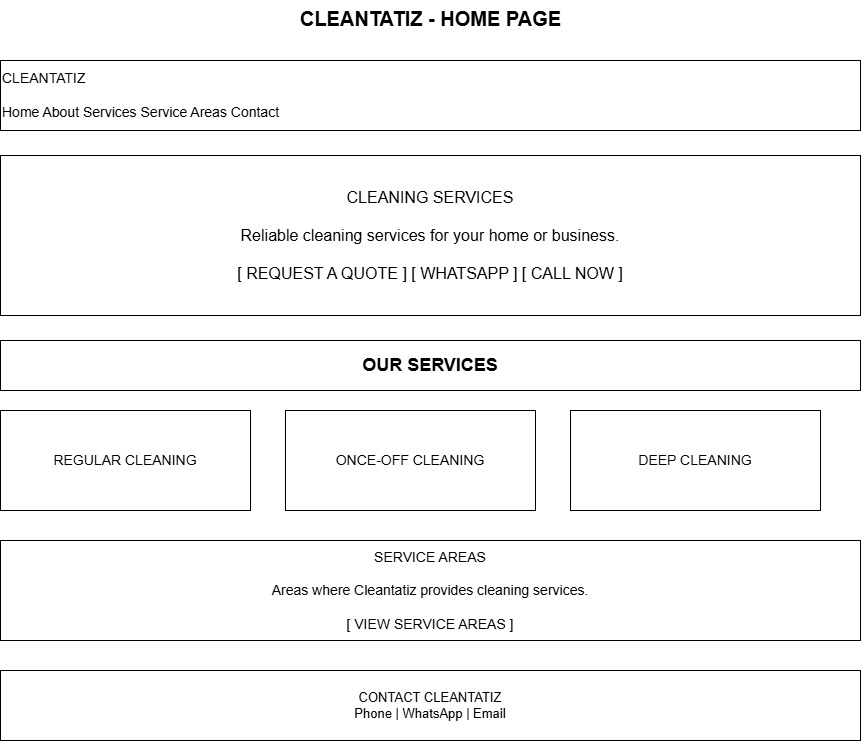 CLEANTATIZ - HOME PAGE
CLEANTATIZ
Home About Services Service Areas Contact
CLEANING SERVICES
Reliable cleaning services for your home or business.
[ REQUEST A QUOTE ] [ WHATSAPP ] [ CALL NOW ]
OUR SERVICES
REGULAR CLEANING
ONCE-OFF CLEANING
DEEP CLEANING
SERVICE AREAS
Areas where Cleantatiz provides cleaning services.
[ VIEW SERVICE AREAS ]
CONTACT CLEANTATIZ
Phone | WhatsApp | Email